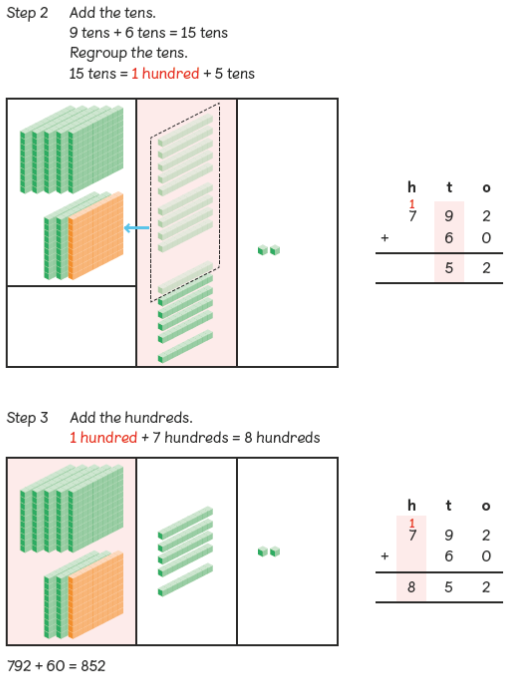 Step 2 Add the tens.
9 tens + 6 tens = 15 tens
Regroup the tens.
15 tens = 1 hundred + 5 tens
h t o
1
7 9 2
+ 6 0
5 2
Step 3 Add the hundreds.
1 hundred + 7 hundreds = 8 hundreds
h t o
1
7 9 2
+ 6 0
8 5 2
792 + 60 = 852